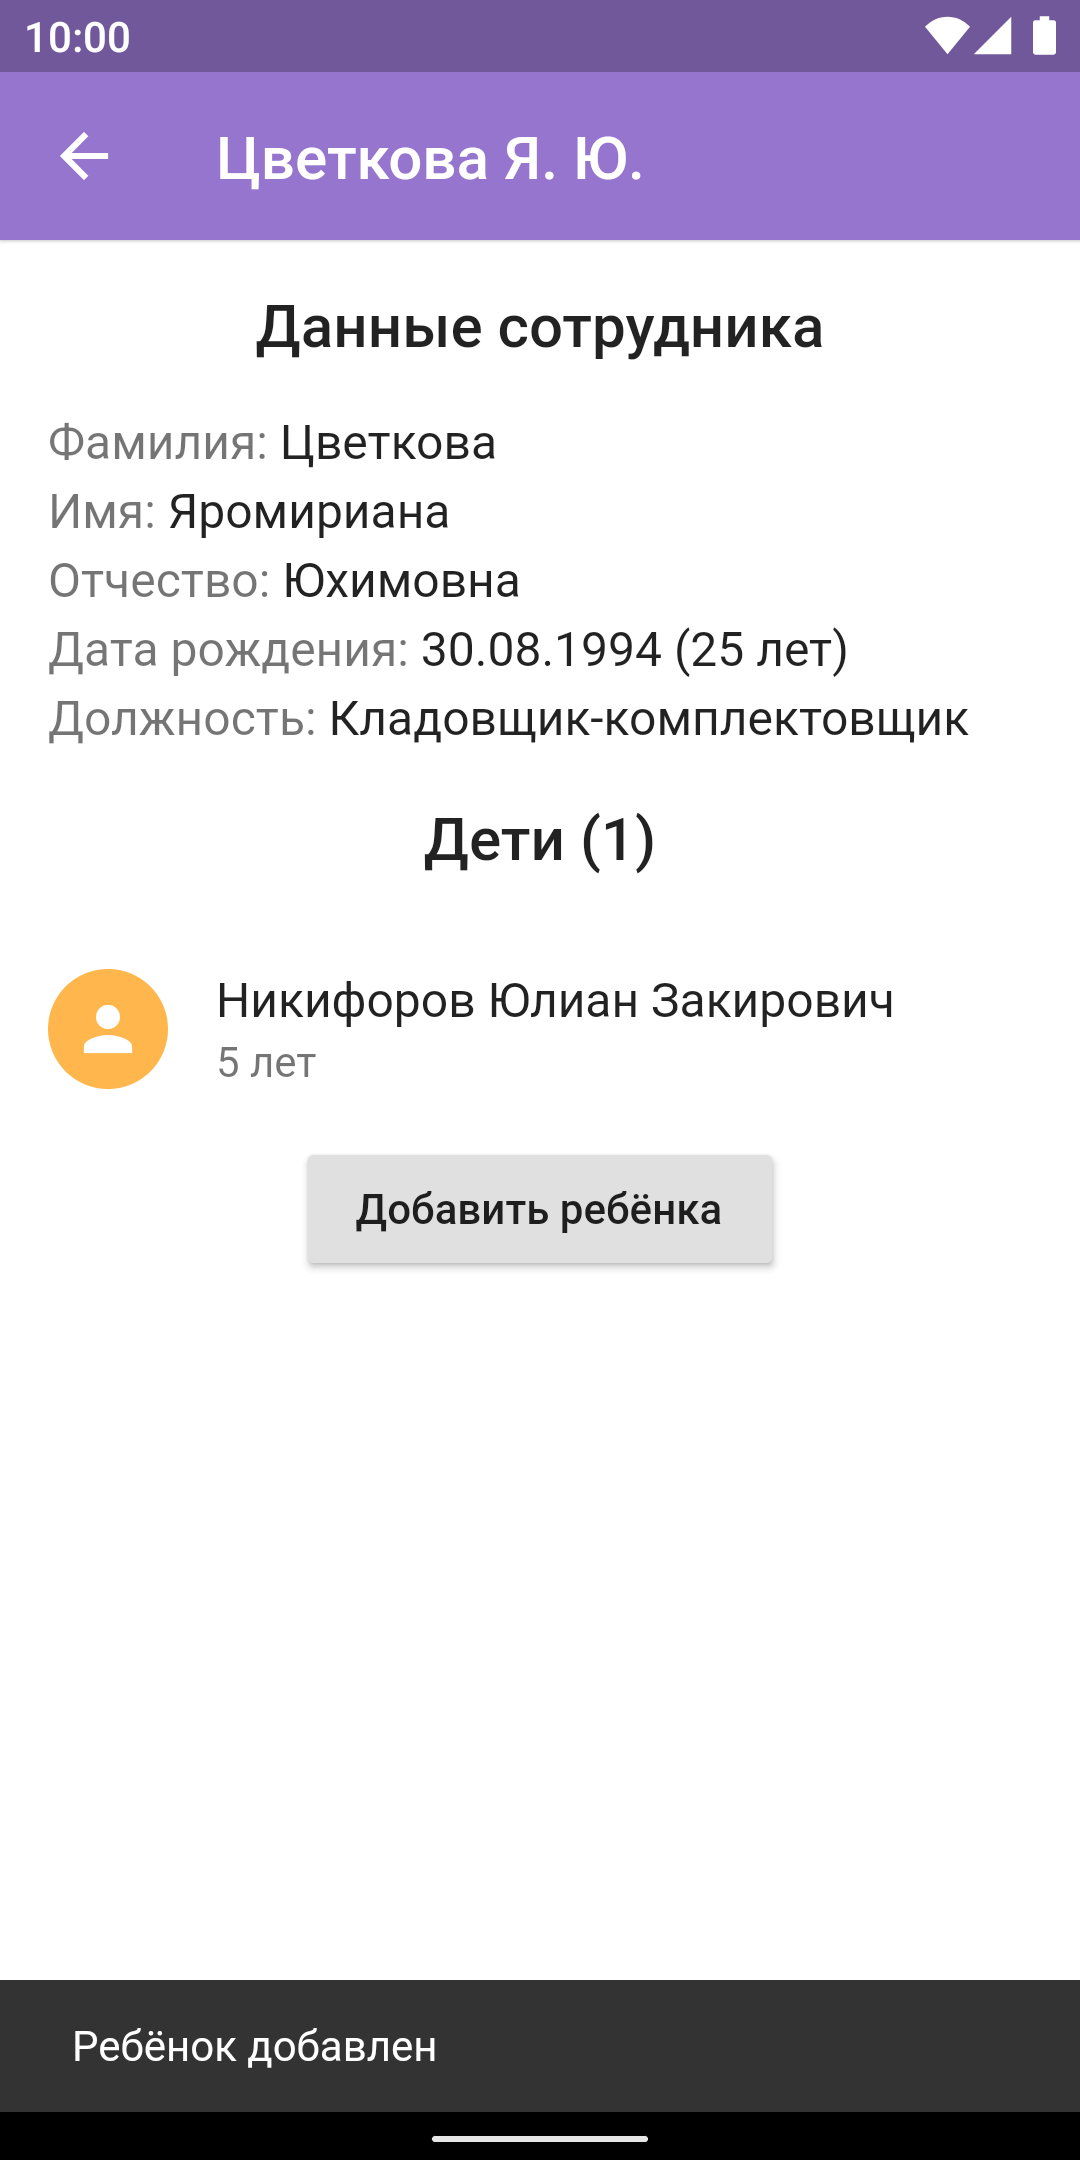 10:00
Цветкова Я. Ю.
Данные сотрудника
Фамилия: Цветкова
Имя: Яромириана
Отчество: Юхимовна
Дата рождения: 30.08.1994 (25 лет)
Должность: Кладовщик-комплектовщик
Дети (1)
Никифоров Юлиан Закирович
5 лет
Добавить ребёнка
Ребёнок добавлен